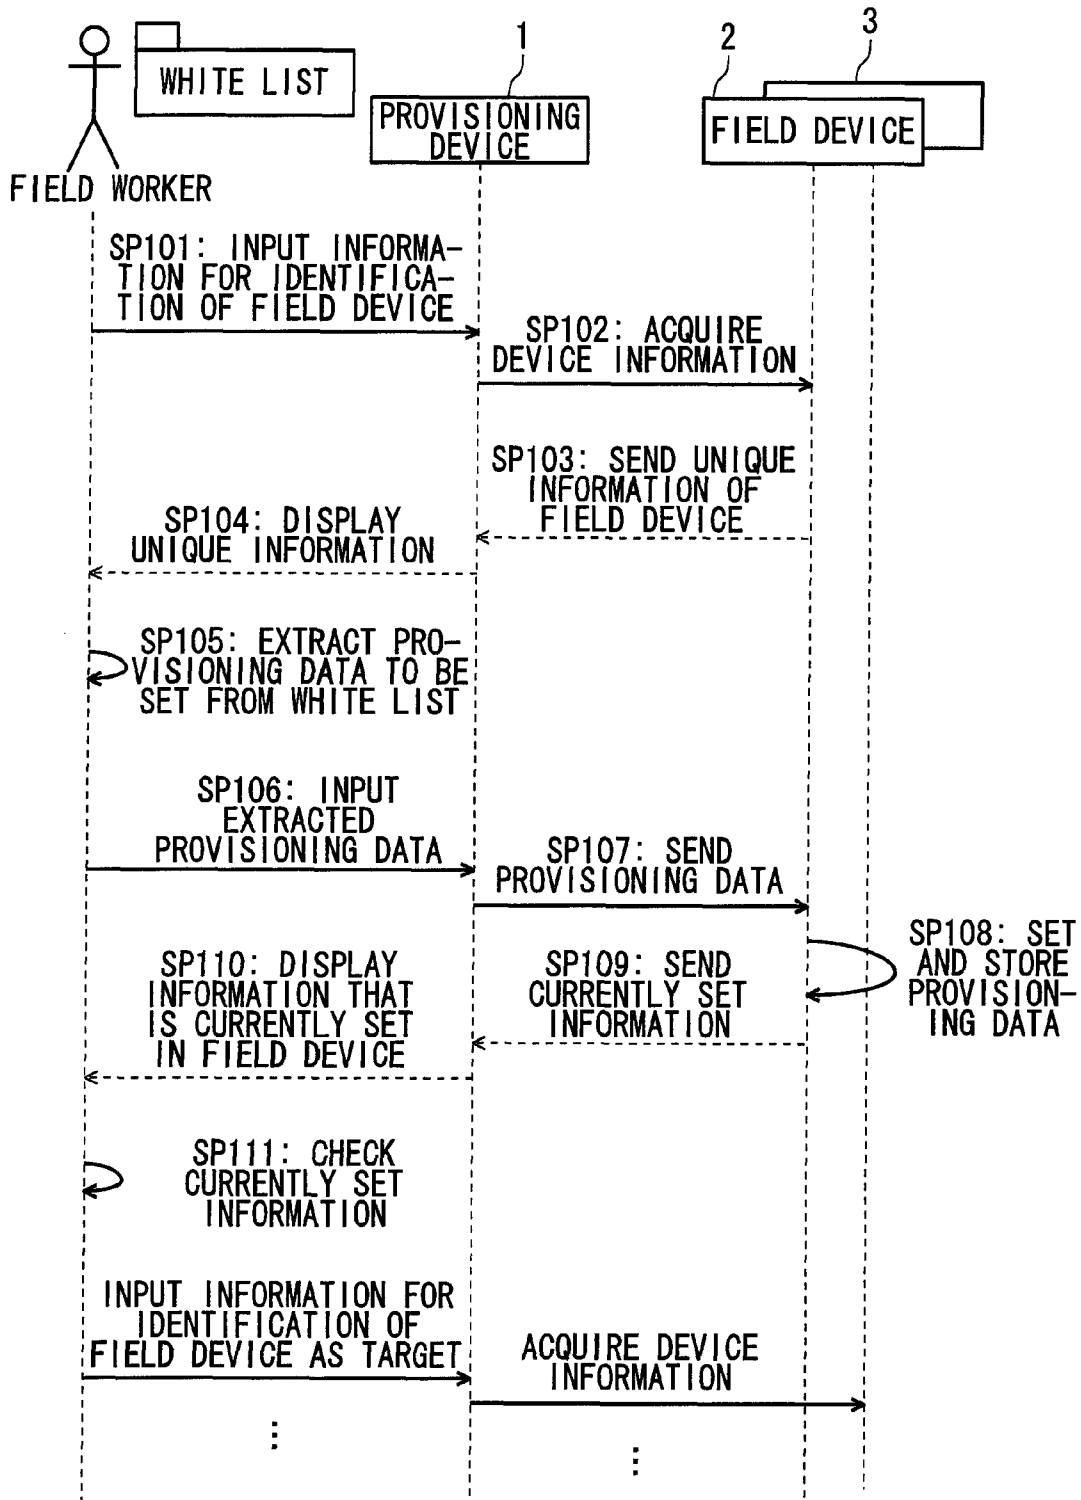 1
2
3
WHITE LIST
PROVISIONING
DEVICE
FIELD DEVICE
FIELD WORKER
SP101: INPUT INFORMA-
TION FOR IDENTIFICA-
TION OF FIELD DEVICE
SP102: ACQUIRE
DEVICE INFORMATION
SP103: SEND UNIQUE
INFORMATION OF
FIELD DEVICE
SP104: DISPLAY
UNIQUE INFORMATION
SP105: EXTRACT PRO-
VISIONING DATA TO BE
SET FROM WHITE LIST
SP106: INPUT
EXTRACTED
PROVISIONING DATA
SP107: SEND
PROVISIONING DATA
SP108: SET
AND STORE
PROVISION-
ING DATA
SP109: SEND
CURRENTLY SET
INFORMATION
SP110: DISPLAY
INFORMATION THAT
IS CURRENTLY SET
IN FIELD DEVICE
SP111: CHECK
CURRENTLY SET
INFORMATION
INPUT INFORMATION FOR
IDENTIFICATION OF
FIELD DEVICE AS TARGET
ACQUIRE DEVICE
INFORMATION